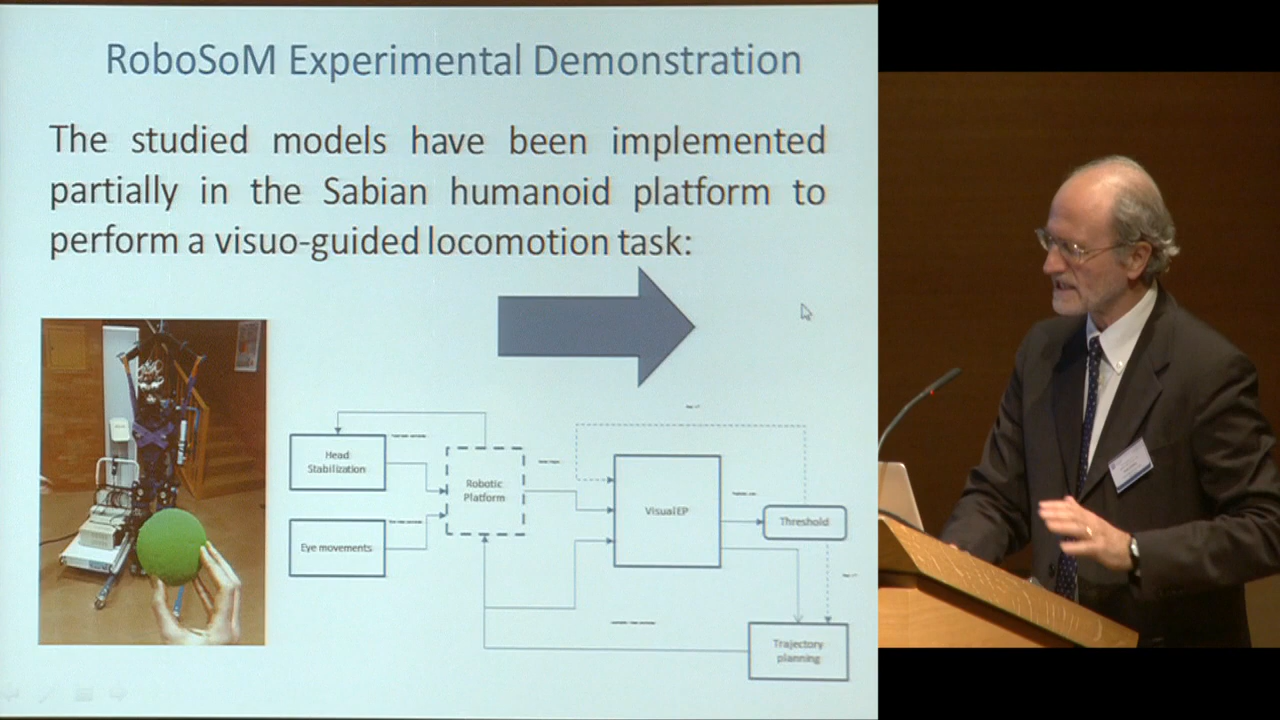 RoboSoM Experimental Demonstration
The studied models have been implemented
partially in the Sabian humanoid platform to
perform a visuo-guided locomotion task:
Head
Stabilization
Robotic
Platform
Eye movements
VisualEP
Threshold
Trajectory
planning